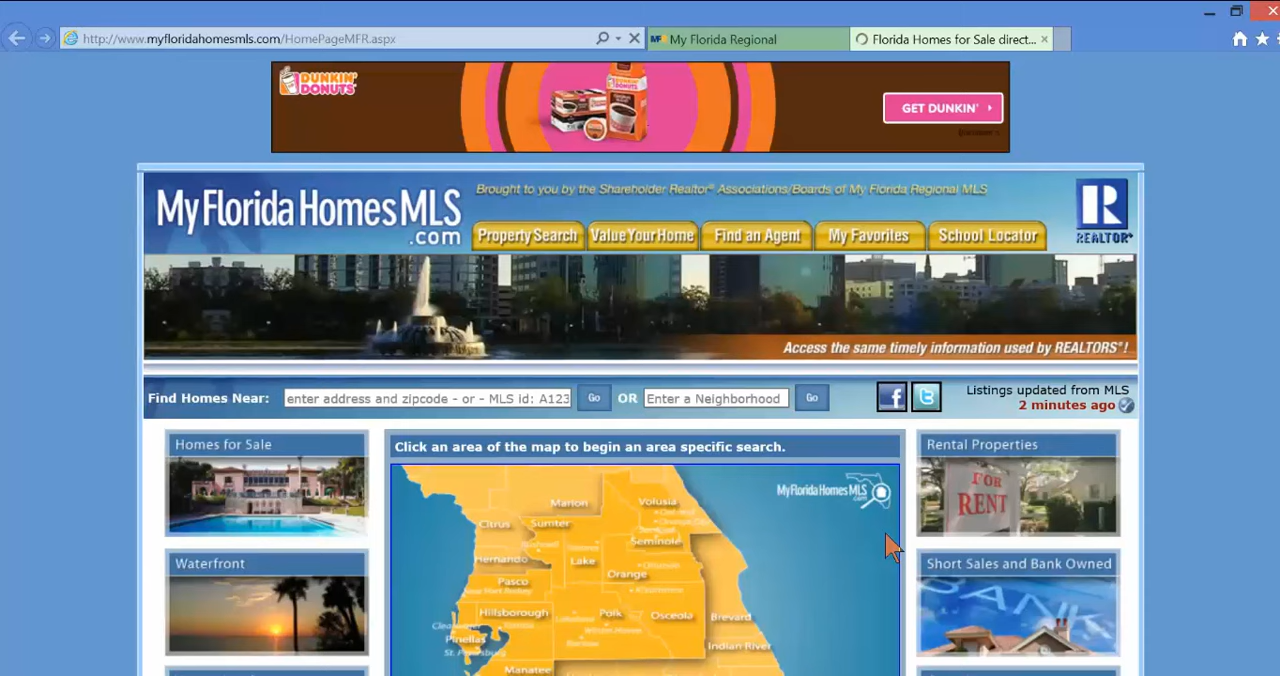 http://www.myfloridahomesmls.com/HomePageMFR.aspx
My Florida Regional
Florida Homes for Sale direct...
DUNKIN'
DONUTS
GET DUNKIN'
MyFloridaHomesMLS
.com
Brought to you by the Shareholder Realtor® Associations/Boards of My Florida Regional MLS
Property Search
Value Your Home
Find an Agent
My Favorites
School Locator
R
REALTOR®
Access the same timely information used by REALTORS®!
Find Homes Near:
enter address and zipcode - or - MLS id: A123
Go
OR
Enter a Neighborhood
Go
f
t
Listings updated from MLS
2 minutes ago
Homes for Sale
Waterfront
Click an area of the map to begin an area specific search.
MyFloridaHomesMLS
.com
Marion
Volusia
Citrus
Sumter
Seminole
Hernando
Lake
Orange
Pasco
Hillsborough
Polk
Osceola
Brevard
Pinellas
St. Petersburg
Indian River
Manatee
Rental Properties
FOR
RENT
Short Sales and Bank Owned
BANK